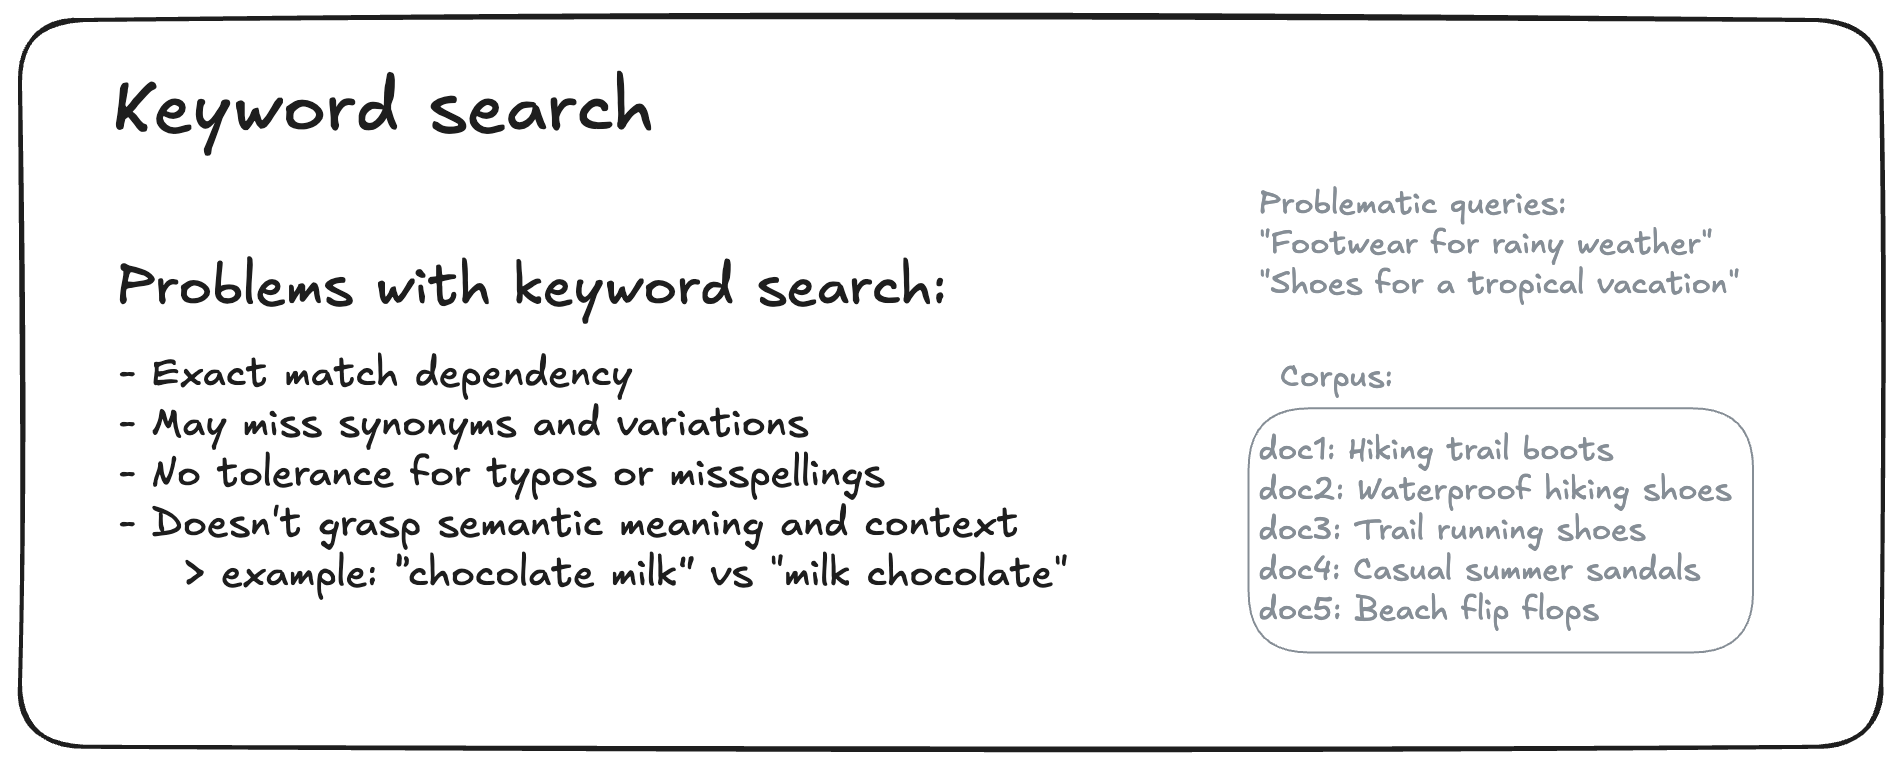 Keyword search
Problems with keyword search:
- Exact match dependency
- May miss synonyms and variations
- No tolerance for typos or misspellings
- Doesn't grasp semantic meaning and context
> example: "chocolate milk" vs "milk chocolate"
Problematic queries:
"Footwear for rainy weather"
"Shoes for a tropical vacation"
Corpus:
doc1: Hiking trail boots
doc2: Waterproof hiking shoes
doc3: Trail running shoes
doc4: Casual summer sandals
doc5: Beach flip flops